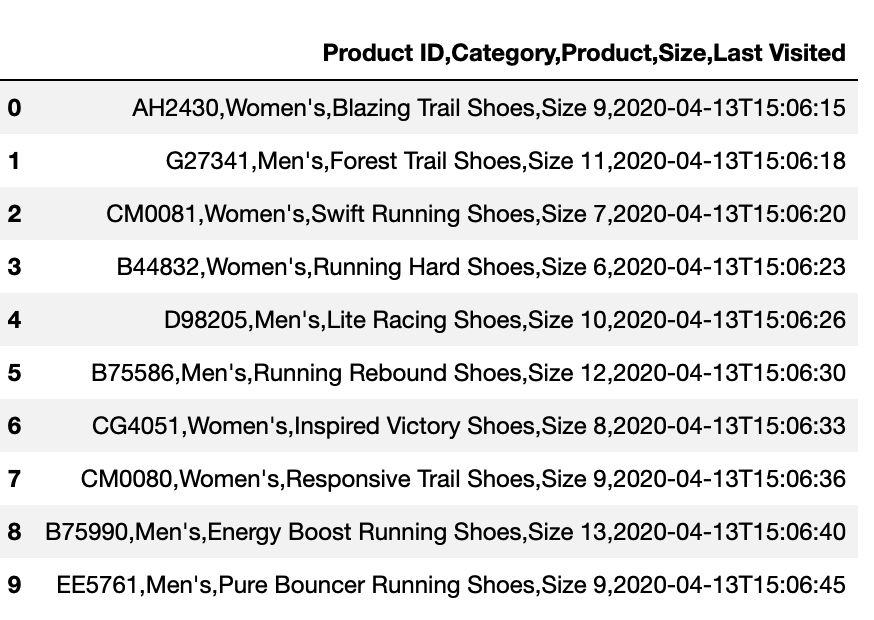 Product ID,Category,Product,Size,Last Visited
0 AH2430,Women's,Blazing Trail Shoes,Size 9,2020-04-13T15:06:15
1 G27341,Men's,Forest Trail Shoes,Size 11,2020-04-13T15:06:18
2 CM0081,Women's,Swift Running Shoes,Size 7,2020-04-13T15:06:20
3 B44832,Women's,Running Hard Shoes,Size 6,2020-04-13T15:06:23
4 D98205,Men's,Lite Racing Shoes,Size 10,2020-04-13T15:06:26
5 B75586,Men's,Running Rebound Shoes,Size 12,2020-04-13T15:06:30
6 CG4051,Women's,Inspired Victory Shoes,Size 8,2020-04-13T15:06:33
7 CM0080,Women's,Responsive Trail Shoes,Size 9,2020-04-13T15:06:36
8 B75990,Men's,Energy Boost Running Shoes,Size 13,2020-04-13T15:06:40
9 EE5761,Men's,Pure Bouncer Running Shoes,Size 9,2020-04-13T15:06:45